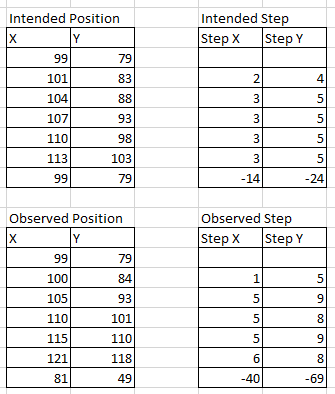 Intended Position Intended Step
X Y Step X Step Y
99 79
101 83 2 4
104 88 3 5
107 93 3 5
110 98 3 5
113 103 3 5
99 79 -14 -24
Observed Position Observed Step
X Y Step X Step Y
99 79
100 84 1 5
105 93 5 9
110 101 5 8
115 110 5 9
121 118 6 8
81 49 -40 -69